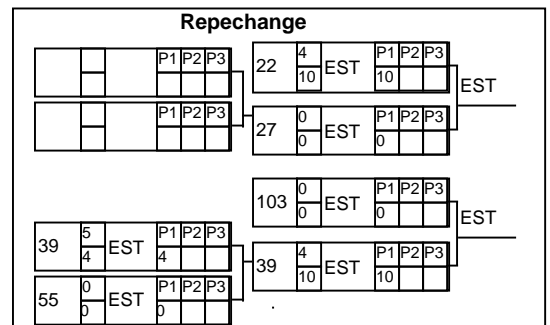 Repechange
P1 P2 P3
P1 P2 P3
22 4 10 EST P1 P2 P3 10
EST
27 0 0 EST P1 P2 P3 0
103 0 0 EST P1 P2 P3 0
EST
39 4 10 EST P1 P2 P3 10
39 5 4 EST P1 P2 P3 4
55 0 0 EST P1 P2 P3 0